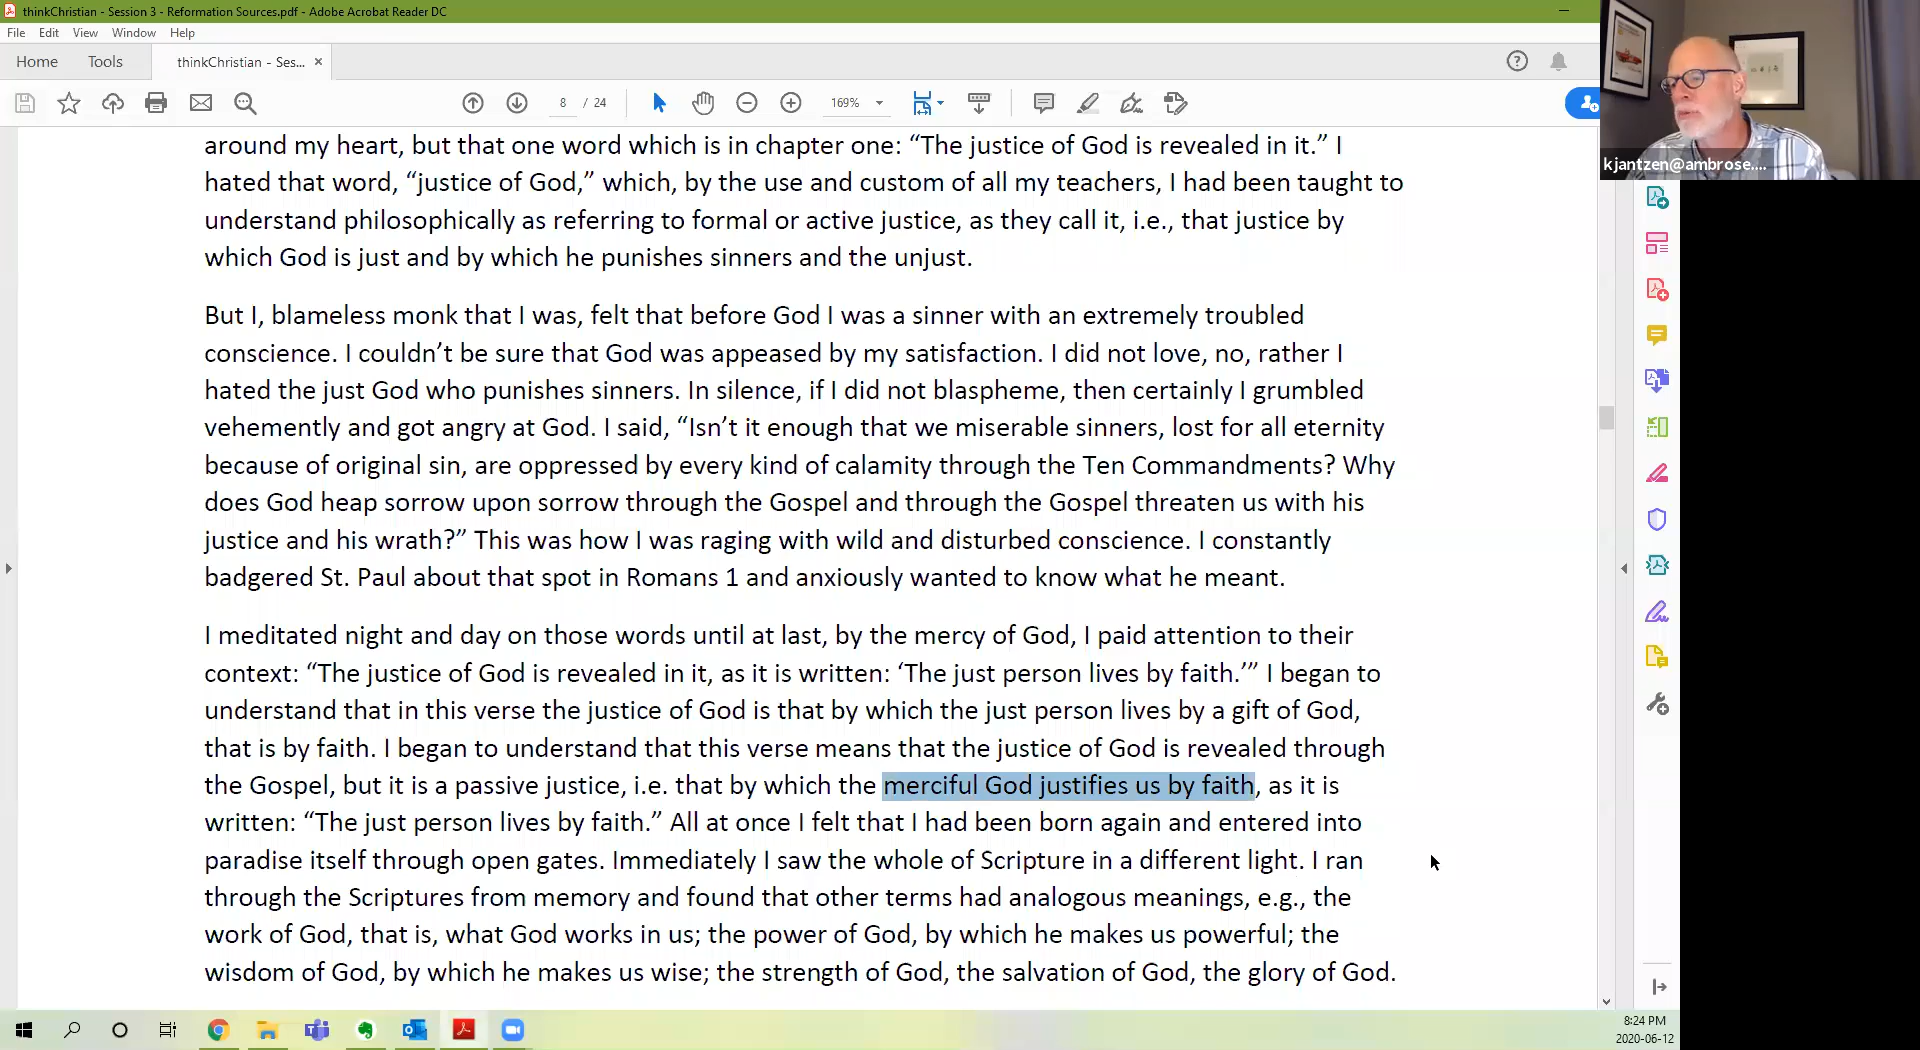 thinkChristian - Session 3 - Reformation Sources.pdf - Adobe Acrobat Reader DC
File Edit View Window Help
Home Tools thinkChristian - Ses... ×
8 / 24 169%
kjantzen@ambrose....
around my heart, but that one word which is in chapter one: “The justice of God is revealed in it.” I
hated that word, “justice of God,” which, by the use and custom of all my teachers, I had been taught to
understand philosophically as referring to formal or active justice, as they call it, i.e., that justice by
which God is just and by which he punishes sinners and the unjust.
But I, blameless monk that I was, felt that before God I was a sinner with an extremely troubled
conscience. I couldn’t be sure that God was appeased by my satisfaction. I did not love, no, rather I
hated the just God who punishes sinners. In silence, if I did not blaspheme, then certainly I grumbled
vehemently and got angry at God. I said, “Isn’t it enough that we miserable sinners, lost for all eternity
because of original sin, are oppressed by every kind of calamity through the Ten Commandments? Why
does God heap sorrow upon sorrow through the Gospel and through the Gospel threaten us with his
justice and his wrath?” This was how I was raging with wild and disturbed conscience. I constantly
badgered St. Paul about that spot in Romans 1 and anxiously wanted to know what he meant.
I meditated night and day on those words until at last, by the mercy of God, I paid attention to their
context: “The justice of God is revealed in it, as it is written: ‘The just person lives by faith.’” I began to
understand that in this verse the justice of God is that by which the just person lives by a gift of God,
that is by faith. I began to understand that this verse means that the justice of God is revealed through
the Gospel, but it is a passive justice, i.e. that by which the merciful God justifies us by faith, as it is
written: “The just person lives by faith.” All at once I felt that I had been born again and entered into
paradise itself through open gates. Immediately I saw the whole of Scripture in a different light. I ran
through the Scriptures from memory and found that other terms had analogous meanings, e.g., the
work of God, that is, what God works in us; the power of God, by which he makes us powerful; the
wisdom of God, by which he makes us wise; the strength of God, the salvation of God, the glory of God.
8:24 PM
2020-06-12